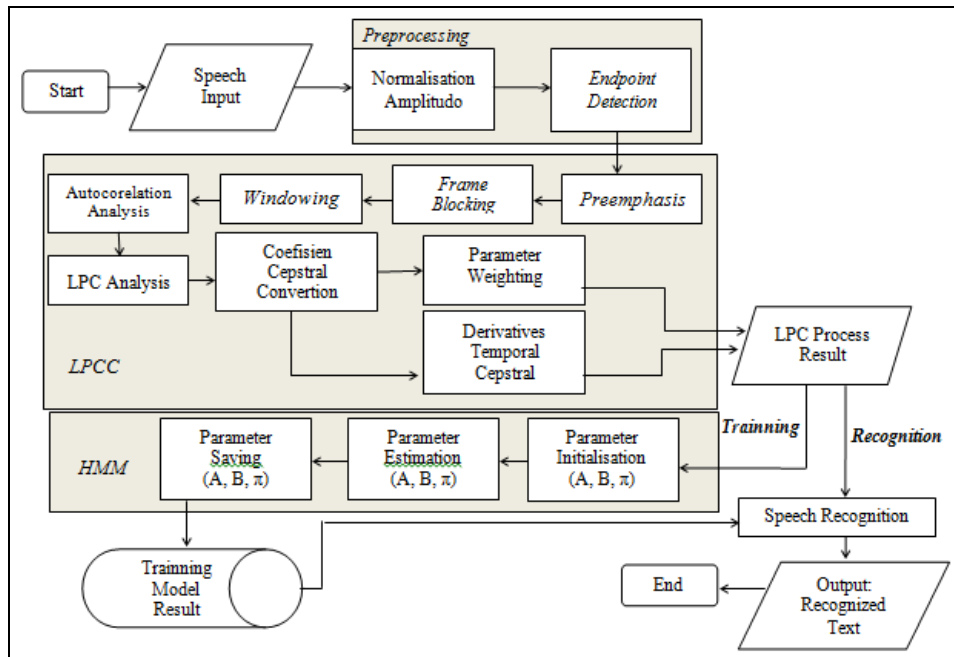 Preprocessing
Start
Speech
Input
Normalisation
Amplitudo
Endpoint
Detection
Autocorelation
Analysis
Windowing
Frame
Blocking
Preemphasis
LPC Analysis
Coefisien
Cepstral
Convertion
Parameter
Weighting
Derivatives
Temporal
Cepstral
LPCC
LPC Process
Result
Trainning
Recognition
HMM
Parameter
Saving
(A, B, π)
Parameter
Estimation
(A, B, π)
Parameter
Initialisation
(A, B, π)
Speech Recognition
Trainning
Model
Result
End
Output:
Recognized
Text